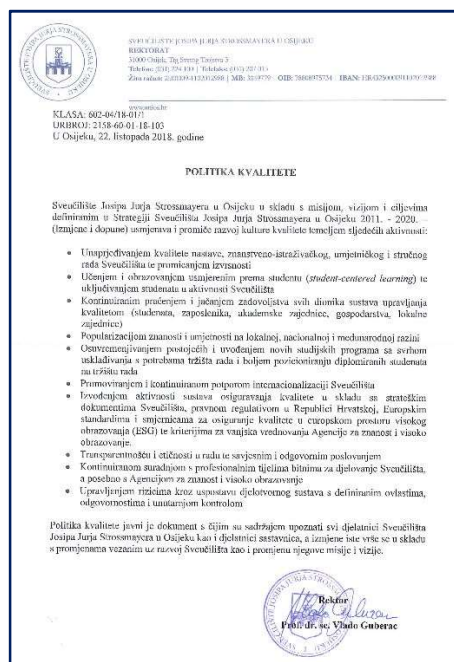 SVEUČILIŠTE JOSIPA JURJA STROSSMAYERA U OSIJEKU
REKTORAT
31000 Osijek, Trg Svetog Trojstva 3
www.unios.hr
KLASA: 602-04/18-01/1
URBROJ: 2158-60-01-18-103
U Osijeku, 22. listopada 2018. godine
POLITIKA KVALITETE
Sveučilište Josipa Jurja Strossmayera u Osijeku u skladu s misijom, vizijom i ciljevima
definiranim u Strategiji Sveučilišta Josipa Jurja Strossmayera u Osijeku 2011. - 2020. -
(Izmjene i dopune) usmjerava i promiče razvoj kulture kvalitete temeljem sljedećih aktivnosti:
• Unaprjeđivanjem kvalitete nastave, znanstveno-istraživačkog, umjetničkog i stručnog
rada Sveučilišta te promicanjem izvrsnosti
• Učenjem i obrazovanjem usmjerenim prema studentu (student-centered learning) te
uključivanjem studenata u aktivnosti Sveučilišta
• Kontinuiranim praćenjem i jačanjem zadovoljstva svih dionika sustava upravljanja
kvalitetom (studenata, zaposlenika, akademske zajednice, gospodarstva, lokalne
zajednice)
• Popularizacijom znanosti i umjetnosti na lokalnoj, nacionalnoj i međunarodnoj razini
• Osuvremenjivanjem postojećih i uvođenjem novih studijskih programa sa svrhom
usklađivanja s potrebama tržišta rada i boljem pozicioniranju diplomiranih studenata
na tržištu rada
• Promoviranjem i kontinuiranom potporom internacionalizaciji Sveučilišta
• Izvođenjem aktivnosti sustava osiguravanja kvalitete u skladu sa strateškim
dokumentima Sveučilišta, pravnom regulativom u Republici Hrvatskoj, Europskim
standardima i smjernicama za osiguranje kvalitete u europskom prostoru visokog
obrazovanja (ESG) te kriterijima za vanjska vrednovanja Agencije za znanost i visoko
obrazovanje.
• Transparentnošću i etičnosti u radu te savjesnim i odgovornim poslovanjem
• Kontinuiranom suradnjom s profesionalnim tijelima bitnima za djelovanje Sveučilišta,
a posebno s Agencijom za znanost i visoko obrazovanje
• Upravljanjem rizicima kroz uspostavu djelotvornog sustava s definiranim ovlastima,
odgovornostima i unutarnjom kontrolom
Politika kvalitete javni je dokument s čijim su sadržajem upoznati svi djelatnici Sveučilišta
Josipa Jurja Strossmayera u Osijeku kao i djelatnici sastavnica, a izmjene iste vrše se u skladu
s promjenama vezanim uz razvoj Sveučilišta kao i promjenu njegove misije i vizije.
Rektor
Prof. dr. sc. Vlado Guberac